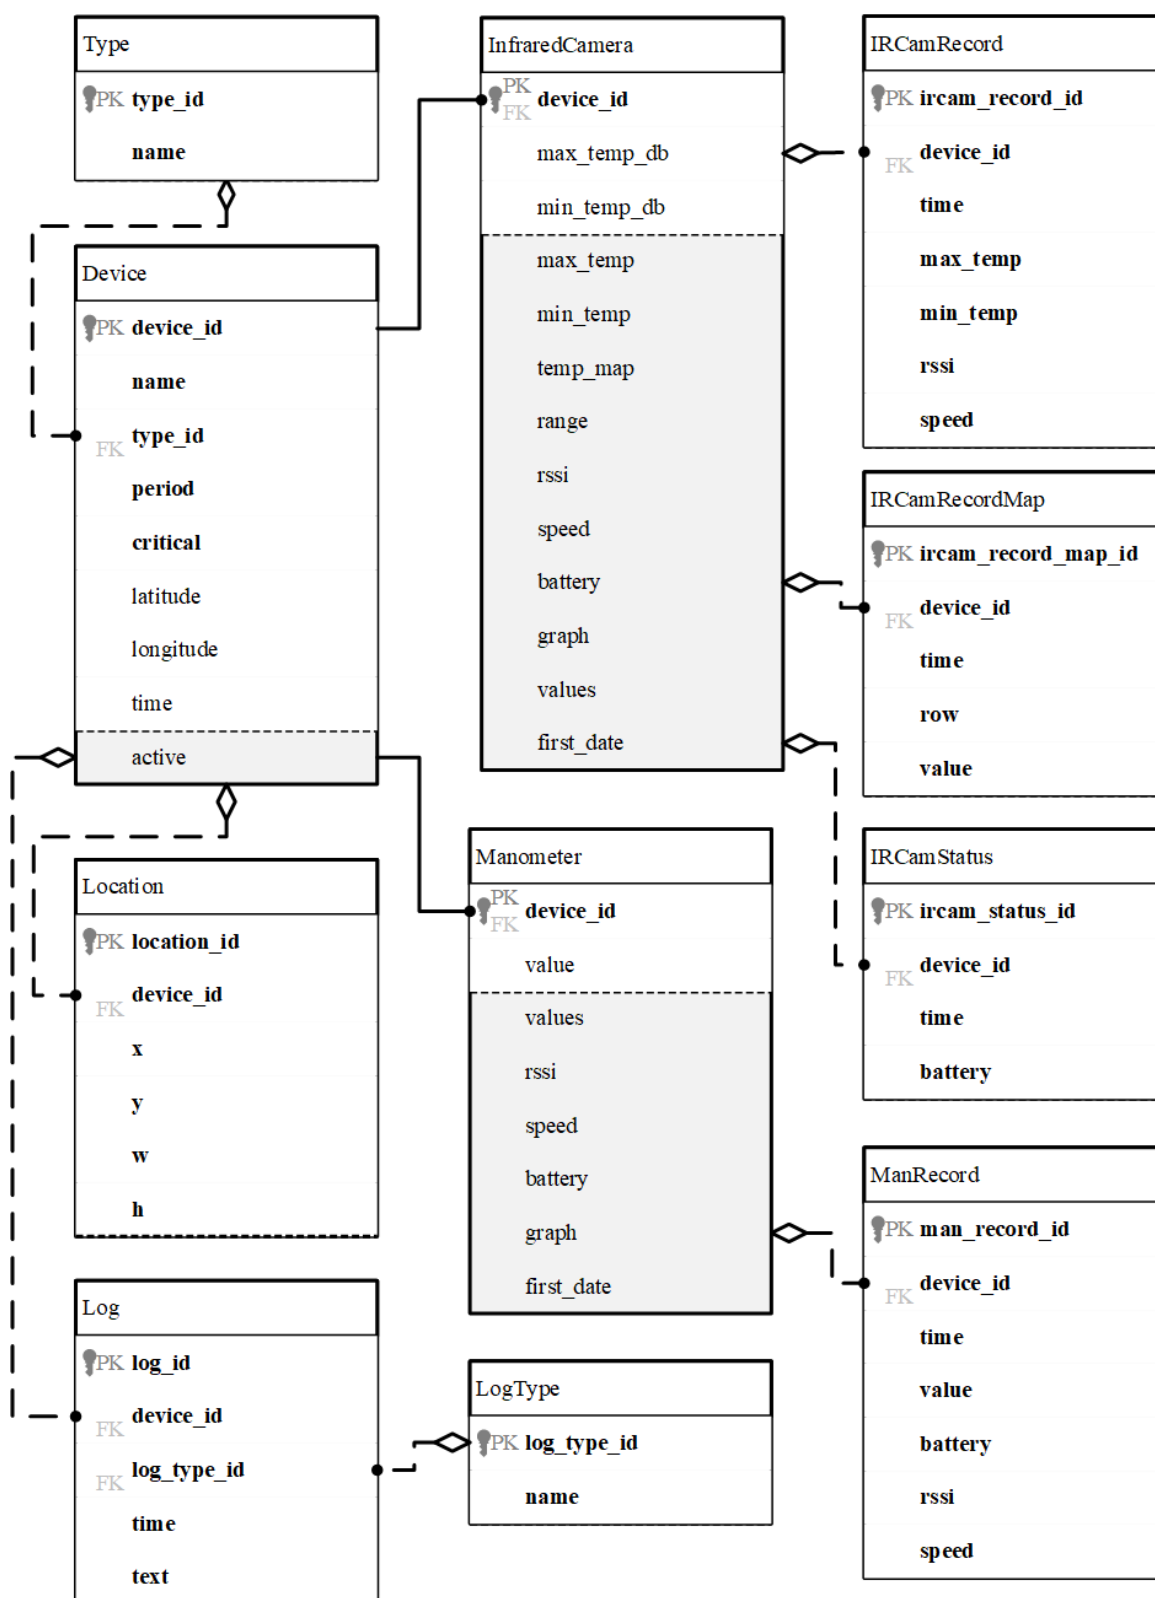 Type
PK type_id
name
Device
PK device_id
name
FK type_id
period
critical
latitude
longitude
time
active
Location
PK location_id
FK device_id
x
y
w
h
Log
PK log_id
FK device_id
FK log_type_id
time
text
InfraredCamera
PK
FK device_id
max_temp_db
min_temp_db
max_temp
min_temp
temp_map
range
rssi
speed
battery
graph
values
first_date
Manometer
PK
FK device_id
value
values
rssi
speed
battery
graph
first_date
LogType
PK log_type_id
name
IRCamRecord
PK ircam_record_id
FK device_id
time
max_temp
min_temp
rssi
speed
IRCamRecordMap
PK ircam_record_map_id
FK device_id
time
row
value
IRCamStatus
PK ircam_status_id
FK device_id
time
battery
ManRecord
PK man_record_id
FK device_id
time
value
battery
rssi
speed